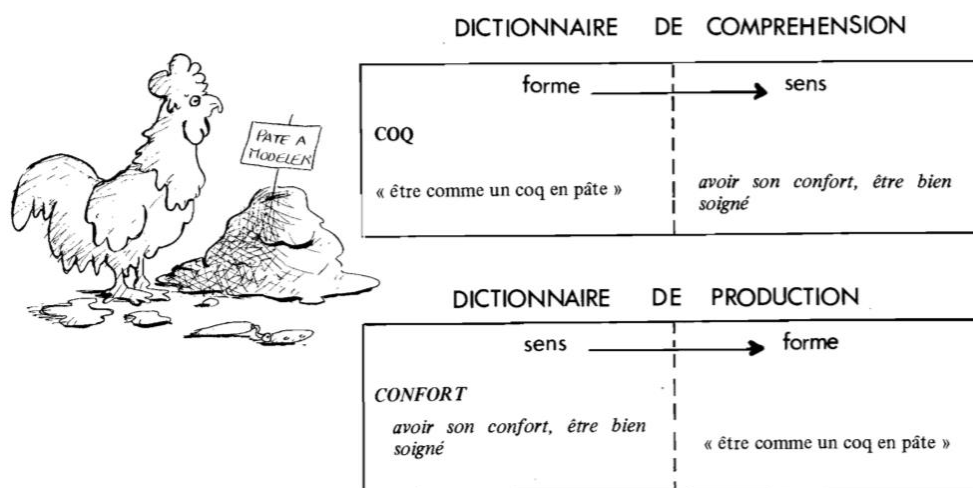 DICTIONNAIRE DE COMPREHENSION
forme sens
COQ
« être comme un coq en pâte »
avoir son confort, être bien
soigné
PATE A
MODELER
DICTIONNAIRE DE PRODUCTION
sens forme
CONFORT
avoir son confort, être bien
soigné
« être comme un coq en pâte »